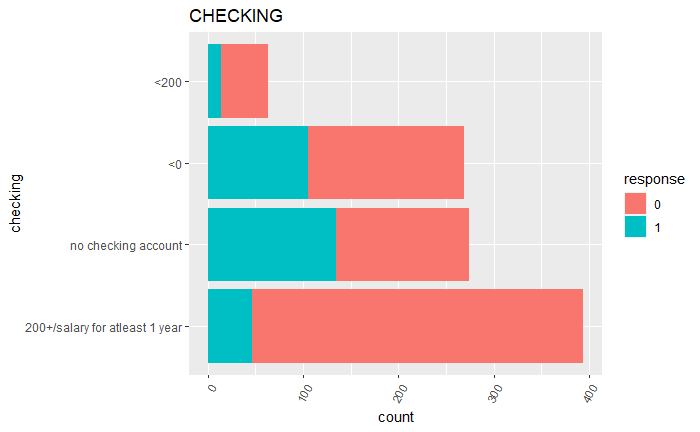 CHECKING
checking
<200
<0
no checking account
200+/salary for atleast 1 year
0
100
200
300
400
count
response
0
1